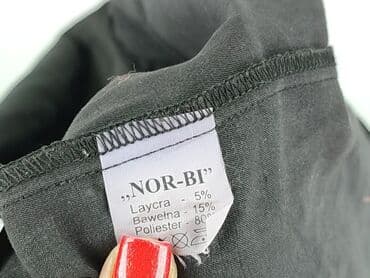 „NOR-BI"
Laycra - 5%
Bawełna - 15%
Poliester - 80%